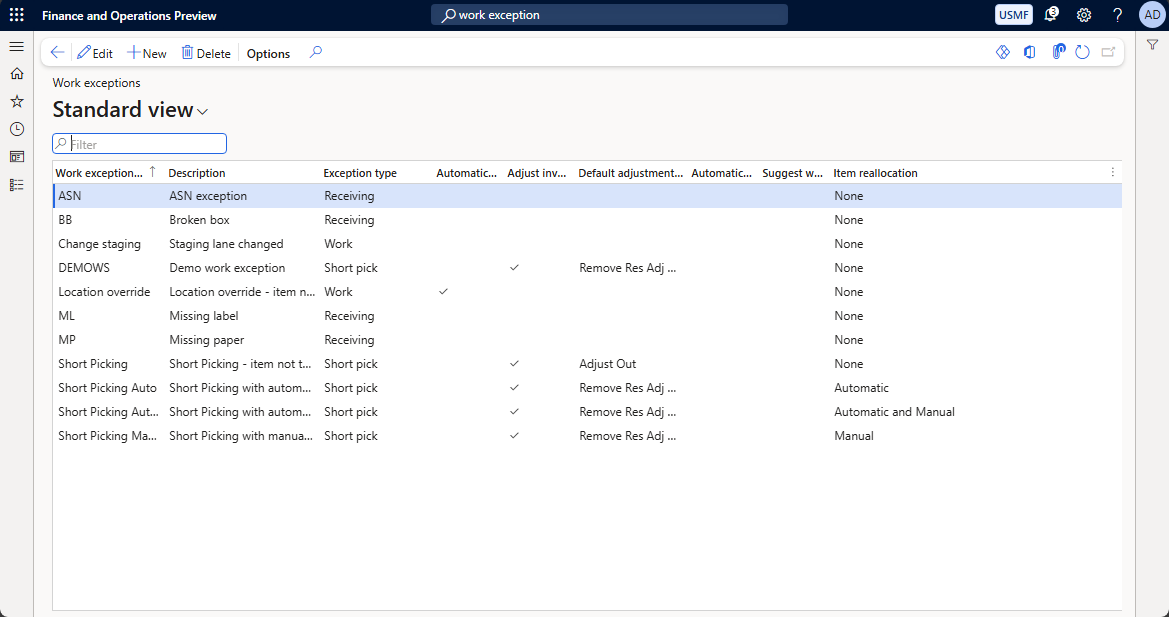 Finance and Operations Preview
work exception
USMF
3
?
AD
Edit
New
Delete
Options
0
Work exceptions
Standard view
Filter
Work exception... ↑ Description Exception type Automatic... Adjust inv... Default adjustment... Automatic... Suggest w... Item reallocation
ASN ASN exception Receiving None
BB Broken box Receiving None
Change staging Staging lane changed Work None
DEMOWS Demo work exception Short pick ✓ Remove Res Adj ... None
Location override Location override - item n... Work ✓ None
ML Missing label Receiving None
MP Missing paper Receiving None
Short Picking Short Picking - item not t... Short pick ✓ Adjust Out None
Short Picking Auto Short Picking with autom... Short pick ✓ Remove Res Adj ... Automatic
Short Picking Aut... Short Picking with autom... Short pick ✓ Remove Res Adj ... Automatic and Manual
Short Picking Ma... Short Picking with manua... Short pick ✓ Remove Res Adj ... Manual